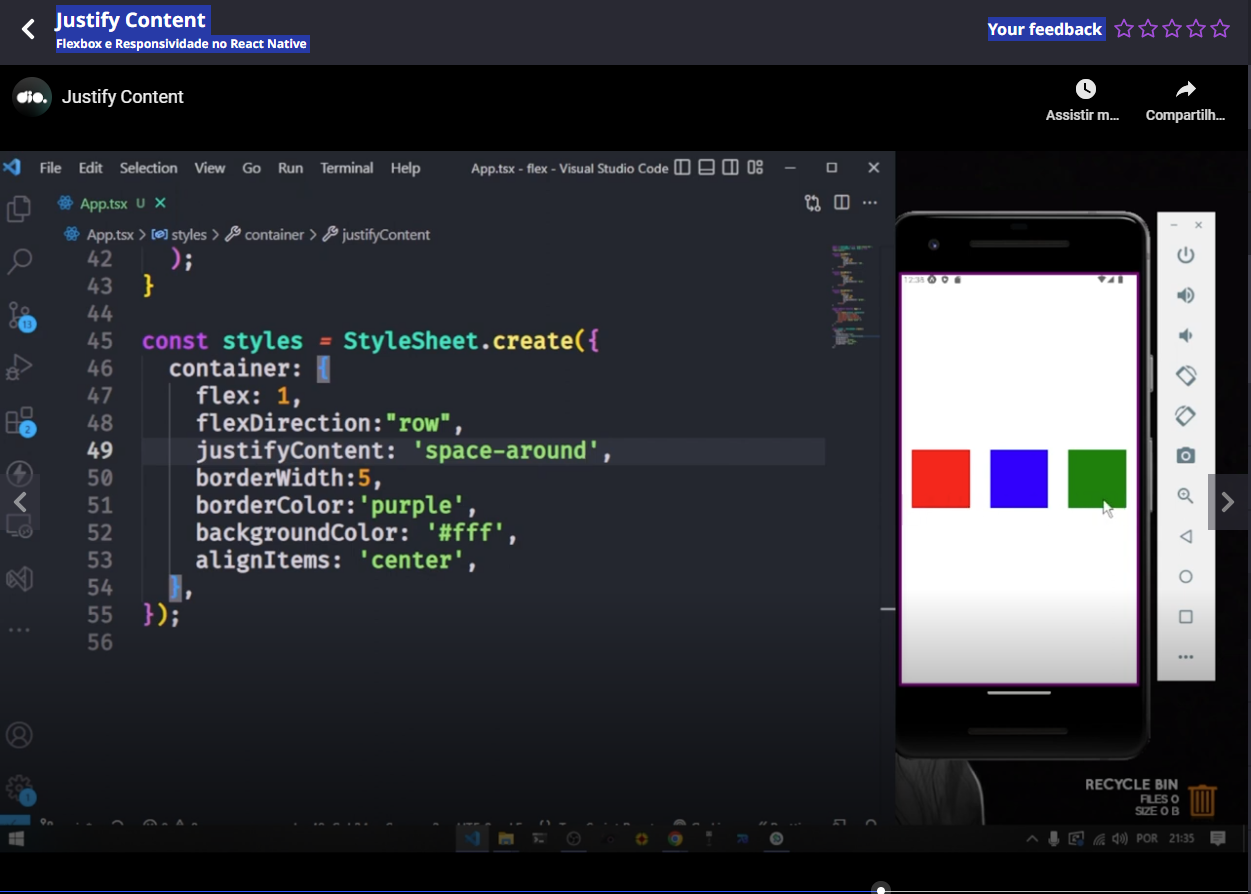 Justify Content
Flexbox e Responsividade no React Native
Your feedback
dio.
Justify Content
Assistir m...
Compartilh...
File Edit Selection View Go Run Terminal Help
App.tsx - flex - Visual Studio Code
App.tsx U
App.tsx > styles > container > justifyContent
42 );
43 }
44
45 const styles = StyleSheet.create({
46 container: {
47 flex: 1,
48 flexDirection:"row",
49 justifyContent: 'space-around',
50 borderWidth:5,
51 borderColor:'purple',
52 backgroundColor: '#fff',
53 alignItems: 'center',
54 },
55 });
56
13
2
1
12:35
RECYCLE BIN
FILES 0
SIZE 0 B
POR 21:35